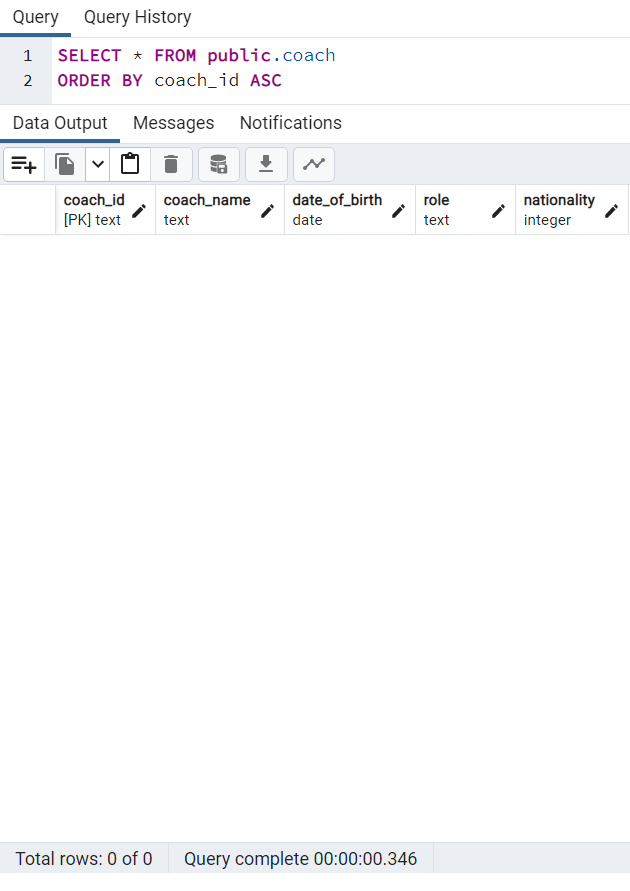 Query Query History
1 SELECT * FROM public.coach
2 ORDER BY coach_id ASC
Data Output Messages Notifications
coach_id coach_name date_of_birth role nationality
[PK] text text date text integer
Total rows: 0 of 0 Query complete 00:00:00.346